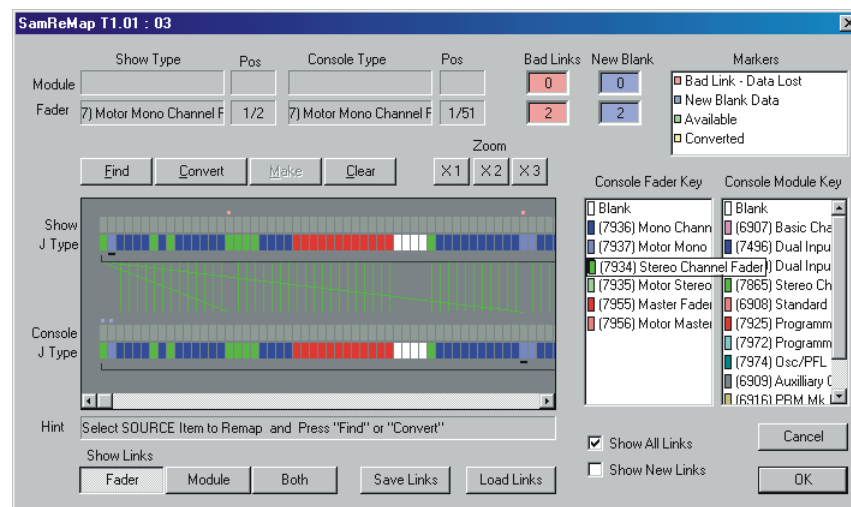 SamReMap T1.01 : 03
Show Type Pos Console Type Pos Bad Links New Blank Markers
Module 0 0
Fader 7) Motor Mono Channel F 1/2 7) Motor Mono Channel F 1/51 2 2
Bad Link - Data Lost
New Blank Data
Available
Converted
Zoom
Find Convert Make Clear X 1 X 2 X 3
Console Fader Key
Blank
(7936) Mono Chann
(7937) Motor Mono
(7934) Stereo Channel Fader
(7935) Motor Stereo
(7955) Master Fader
(7956) Motor Master
Console Module Key
Blank
(6907) Basic Cha
(7496) Dual Inpu
) Dual Inpu
(7865) Stereo Ch
(6908) Standard
(7925) Programm
(7972) Programm
(7974) Osc/PFL
(6909) Auxilliary C
(6916) PRM Mk
Show
J Type
Console
J Type
Hint Select SOURCE Item to Remap and Press "Find" or "Convert"
Show Links
Fader Module Both Save Links Load Links
Show All Links
Show New Links
Cancel
OK